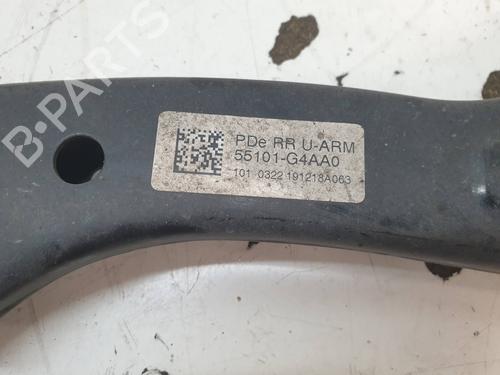 B-PARTS
PDe RR U-ARM
55101-G4AA0
101 0322 191218A063